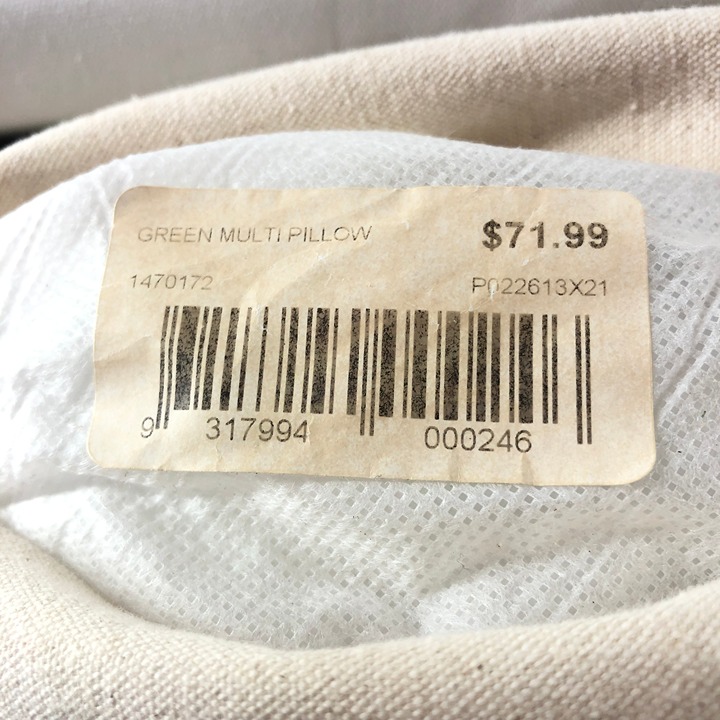 GREEN MULTI PILLOW $71.99
1470172 P022613X21
9 317994 000246